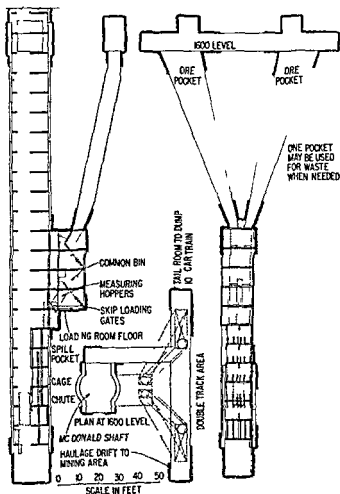 1600 LEVEL
ORE
POCKET
ORE
POCKET
ONE POCKET
MAY BE USED
FOR WASTE
WHEN NEEDED
COMMON BIN
MEASURING
HOPPERS
SKIP LOADING
GATES
LOAD NG ROOM FLOOR
SPILL
POCKET
CAGE
CHUTE
PLAN AT 1600 LEVEL
MC DONALD SHAFT
HAULAGE DRIFT TO
MINING AREA
0 10 20 30 40 50
SCALE IN FEET
TAIL ROOM TO DUMP
10 CAR TRAIN
DOUBLE TRACK AREA